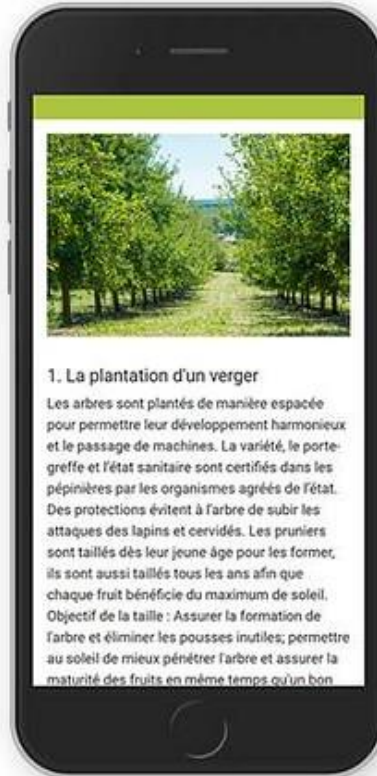 1. La plantation d'un verger
Les arbres sont plantés de manière espacée
pour permettre leur développement harmonieux
et le passage de machines. La variété, le porte-
greffe et l'état sanitaire sont certifiés dans les
pépinières par les organismes agréés de l'état.
Des protections évitent à l'arbre de subir les
attaques des lapins et cervidés. Les pruniers
sont taillés dès leur jeune âge pour les former,
ils sont aussi taillés tous les ans afin que
chaque fruit bénéficie du maximum de soleil.
Objectif de la taille : Assurer la formation de
l'arbre et éliminer les pousses inutiles; permettre
au soleil de mieux pénétrer l'arbre et assurer la
maturité des fruits en même temps qu'un bon